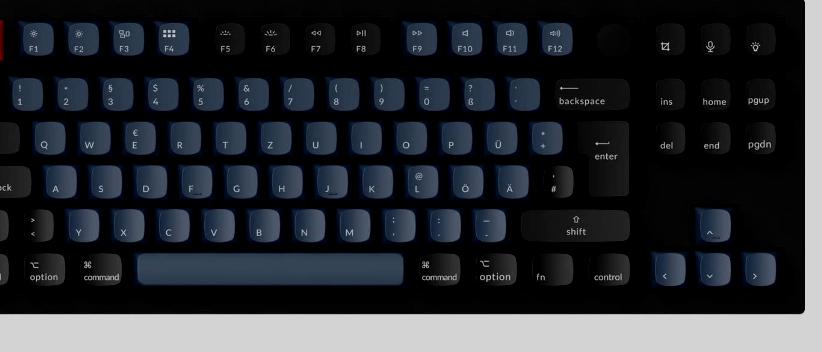 F1 F2 F3 F4 F5 F6 F7 F8 F9 F10 F11 F12
! " § $ % & / ( ) = ?
1 2 3 4 5 6 7 8 9 0 ß backspace ins home pgup
€ *
Q W E R T Z U I O P Ü + enter del end pgdn
@ '
ock A S D F G H J K L Ö Ä #
> ; : _
< Y X C V B N M , . - shift ^
⌥ ⌘ ⌘ ⌥
option command command option fn control < ⌄ >